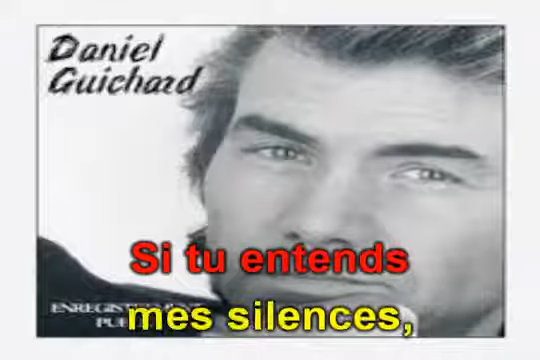 Daniel
Guichard
Si tu entends
mes silences,